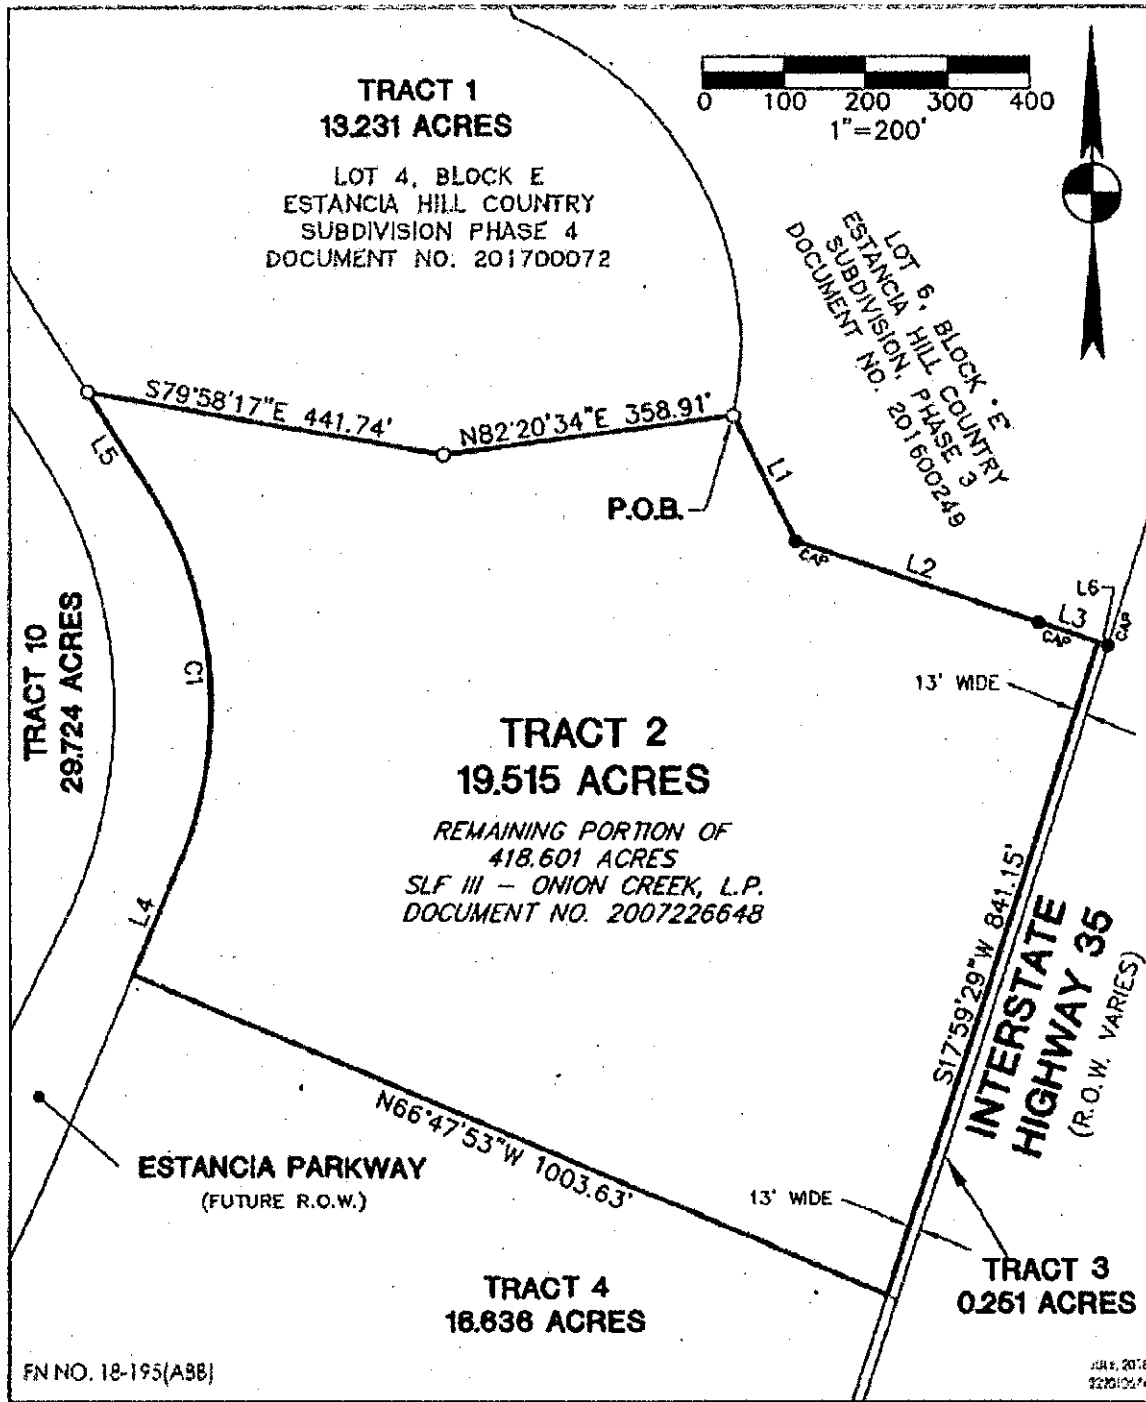 TRACT 1
13.231 ACRES
LOT 4, BLOCK E
ESTANCIA HILL COUNTRY
SUBDIVISION PHASE 4
DOCUMENT NO. 201700072
0 100 200 300 400
1"=200'
LOT 6, BLOCK "E"
ESTANCIA HILL COUNTRY
SUBDIVISION, PHASE 3
DOCUMENT NO. 201600249
S79°58'17"E 441.74'
N82°20'34"E 358.91'
L5
L1
P.O.B.
CAP
L2
L6
L3
CAP
CAP
13' WIDE
TRACT 10
29.724 ACRES
C1
TRACT 2
19.515 ACRES
REMAINING PORTION OF
418.601 ACRES
SLF III – ONION CREEK, L.P.
DOCUMENT NO. 2007226648
L4
S17°59'29"W 841.15'
INTERSTATE
HIGHWAY 35
(R.O.W. VARIES)
N66°47'53"W 1003.63'
ESTANCIA PARKWAY
(FUTURE R.O.W.)
13' WIDE
TRACT 3
0.251 ACRES
TRACT 4
16.636 ACRES
FN NO. 18-195(ABB)